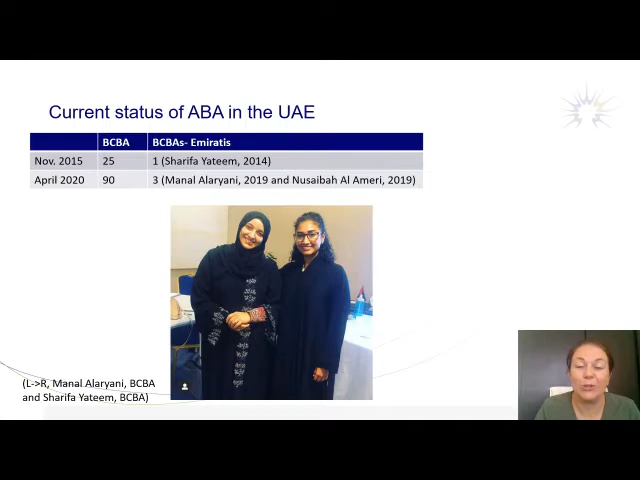 Current status of ABA in the UAE
BCBA BCBAs- Emiratis
Nov. 2015 25 1 (Sharifa Yateem, 2014)
April 2020 90 3 (Manal Alaryani, 2019 and Nusaibah Al Ameri, 2019)
(L->R, Manal Alaryani, BCBA
and Sharifa Yateem, BCBA)